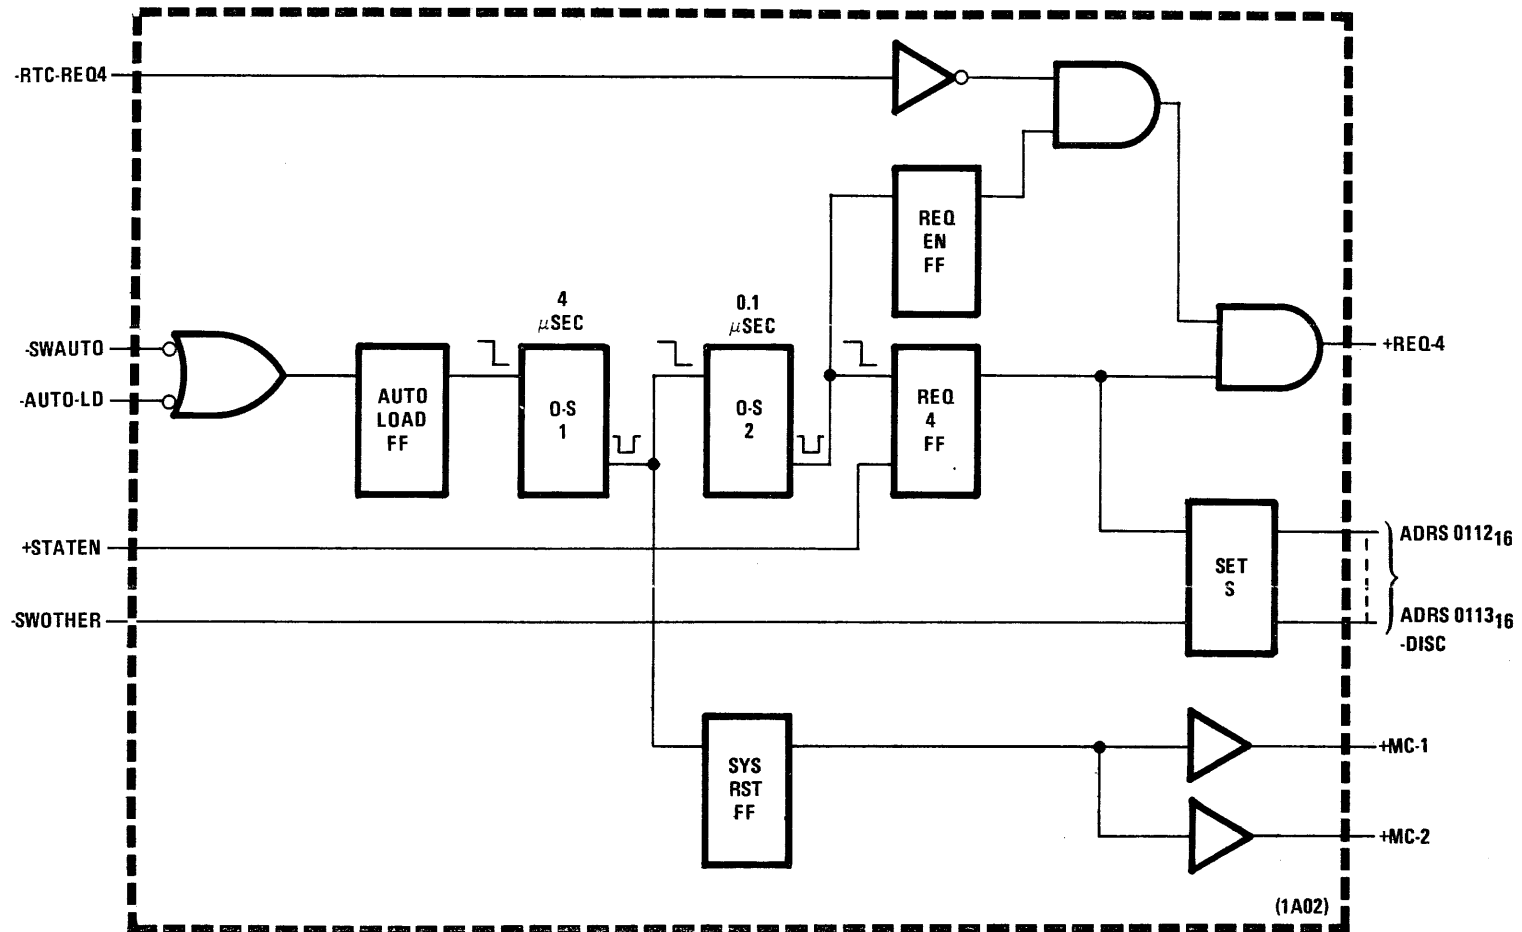 -RTC-REQ4
REQ
EN
FF
4
μSEC
0.1
μSEC
-SWAUTO
-AUTO-LD
AUTO
LOAD
FF
O-S
1
O-S
2
REQ
4
FF
+REQ-4
+STATEN
-SWOTHER
SET
S
ADRS 0112₁₆
ADRS 0113₁₆
-DISC
SYS
RST
FF
+MC-1
+MC-2
(1A02)